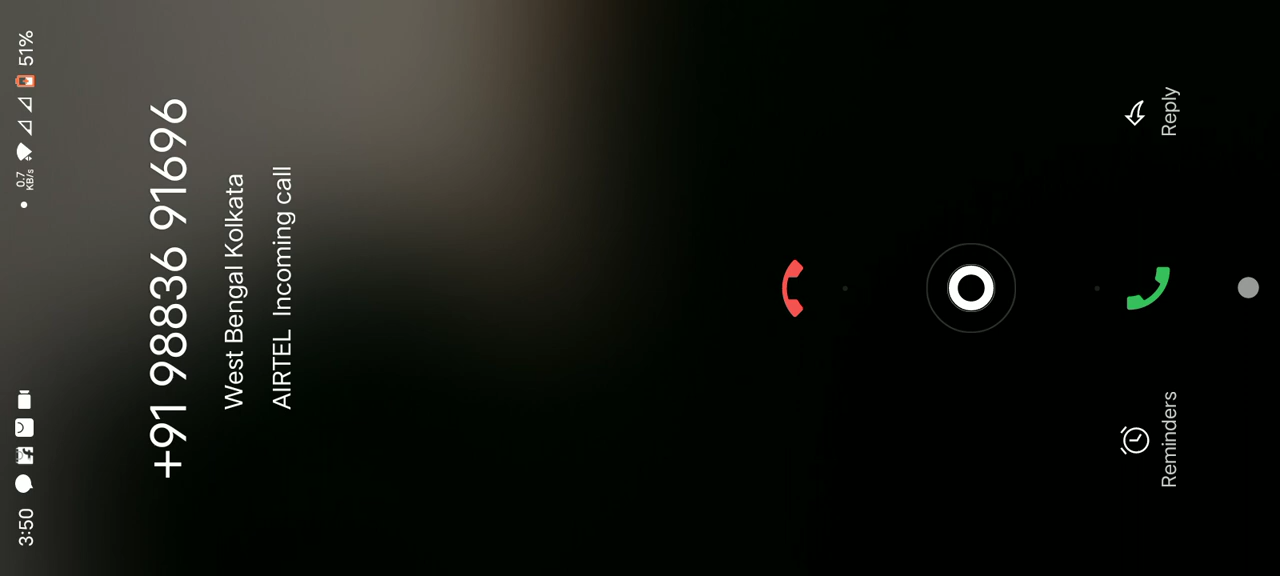 3:50
0.7
KB/s
51%
+91 98836 91696
West Bengal Kolkata
AIRTEL Incoming call
Reminders
Reply